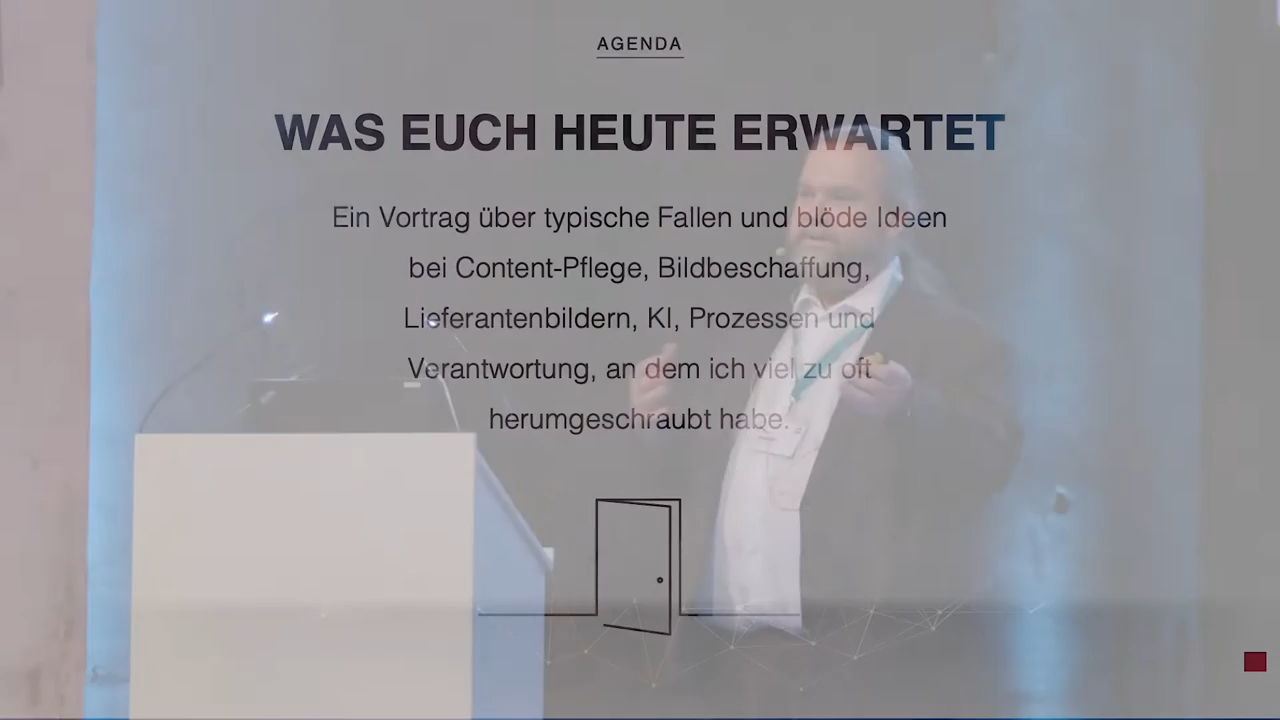 AGENDA
WAS EUCH HEUTE ERWARTET
Ein Vortrag über typische Fallen und blöde Ideen
bei Content-Pflege, Bildbeschaffung,
Lieferantenbildern, KI, Prozessen und
Verantwortung, an dem ich viel zu oft
herumgeschraubt habe.